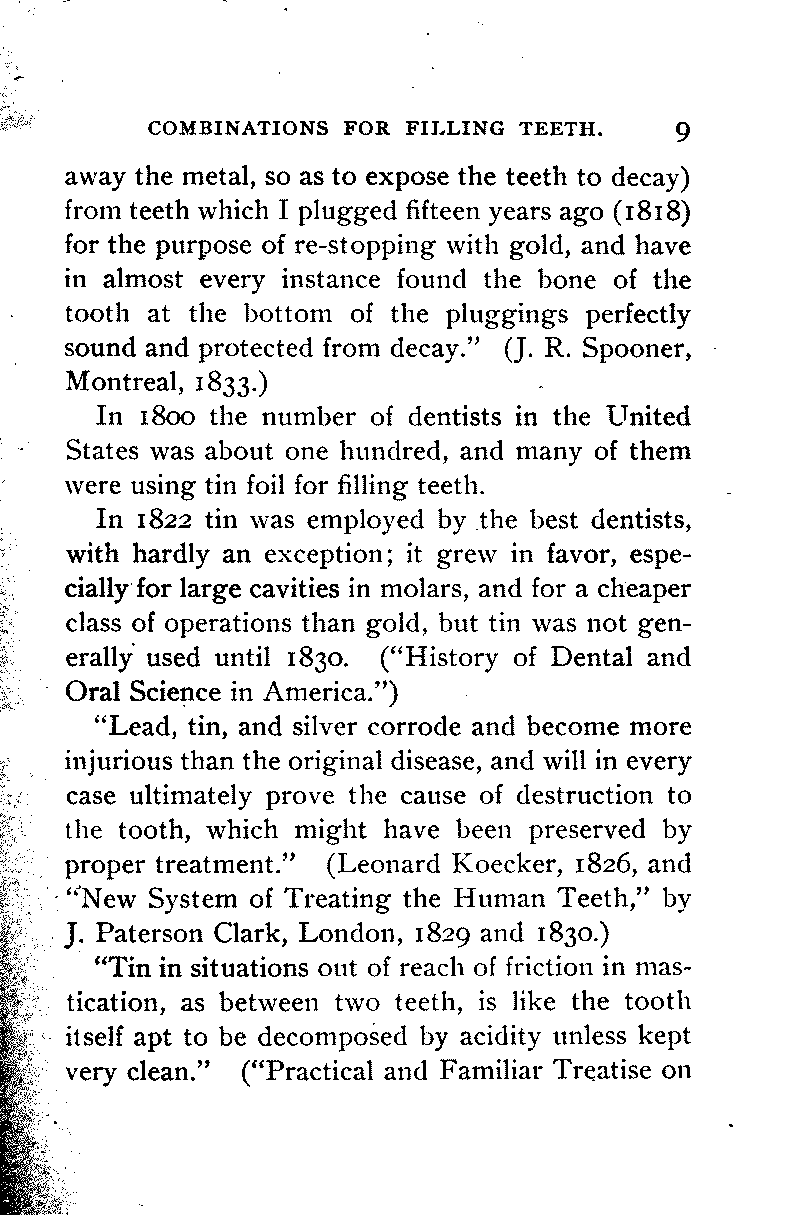 COMBINATIONS FOR FILLING TEETH. 9
away the metal, so as to expose the teeth to decay)
from teeth which I plugged fifteen years ago (1818)
for the purpose of re-stopping with gold, and have
in almost every instance found the bone of the
tooth at the bottom of the pluggings perfectly
sound and protected from decay.” (J. R. Spooner,
Montreal, 1833.)
In 1800 the number of dentists in the United
States was about one hundred, and many of them
were using tin foil for filling teeth.
In 1822 tin was employed by the best dentists,
with hardly an exception; it grew in favor, espe-
cially for large cavities in molars, and for a cheaper
class of operations than gold, but tin was not gen-
erally used until 1830. (“History of Dental and
Oral Science in America.”)
“Lead, tin, and silver corrode and become more
injurious than the original disease, and will in every
case ultimately prove the cause of destruction to
the tooth, which might have been preserved by
proper treatment.” (Leonard Koecker, 1826, and
“New System of Treating the Human Teeth,” by
J. Paterson Clark, London, 1829 and 1830.)
“Tin in situations out of reach of friction in mas-
tication, as between two teeth, is like the tooth
itself apt to be decomposed by acidity unless kept
very clean.” (“Practical and Familiar Treatise on